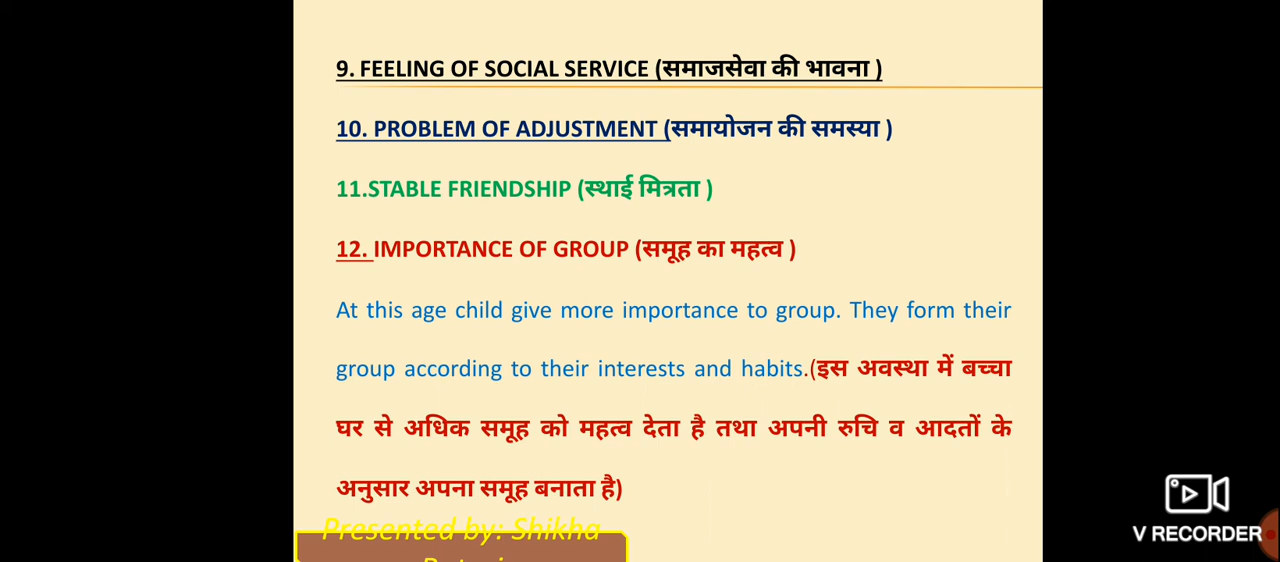 9. FEELING OF SOCIAL SERVICE (समाजसेवा की भावना )
10. PROBLEM OF ADJUSTMENT (समायोजन की समस्या )
11.STABLE FRIENDSHIP (स्थाई मित्रता )
12. IMPORTANCE OF GROUP (समूह का महत्व )
At this age child give more importance to group. They form their
group according to their interests and habits.(इस अवस्था में बच्चा
घर से अधिक समूह को महत्व देता है तथा अपनी रुचि व आदतों के
अनुसार अपना समूह बनाता है)
Presented by: Shikha
V RECORDER